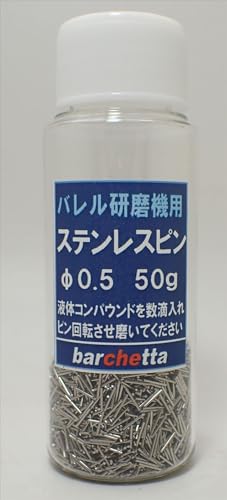 バレル研磨機用
ステンレスピン
φ0.5 50g
液体コンパウンドを数滴入れ
ピン回転させ磨いてください
barchetta